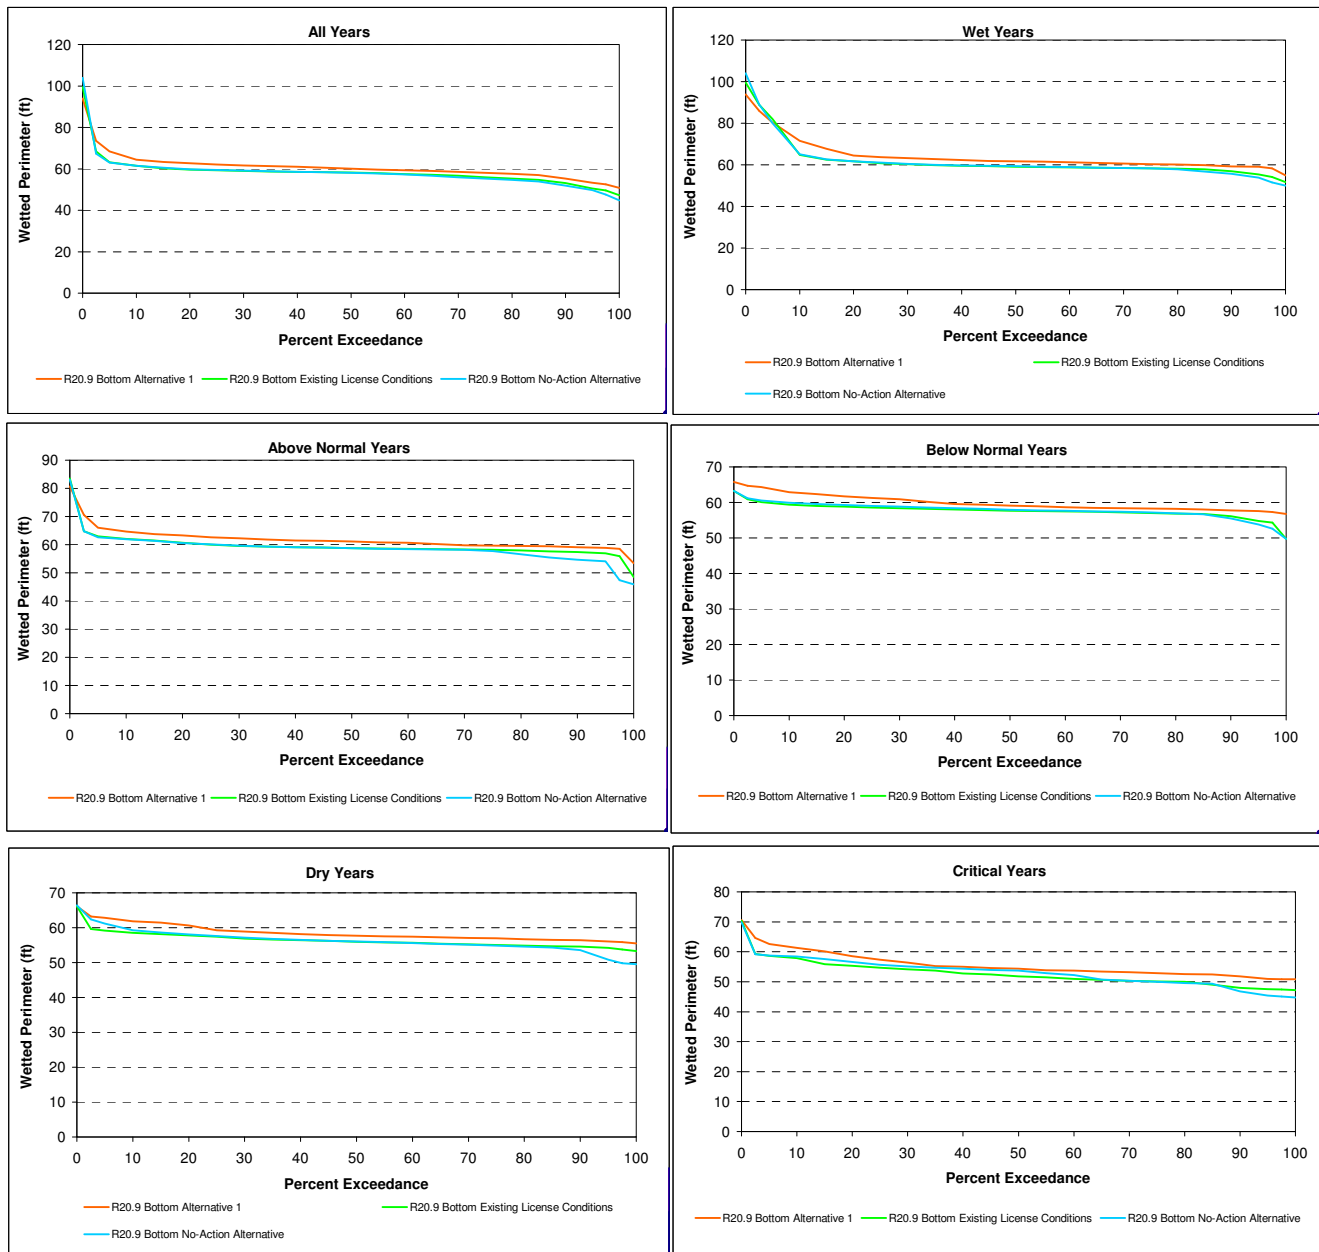 All Years
120
100
80
60
40
20
0
0 10 20 30 40 50 60 70 80 90 100
Wetted Perimeter (ft)
Percent Exceedance
R20.9 Bottom Alternative 1 R20.9 Bottom Existing License Conditions R20.9 Bottom No-Action Alternative
Wet Years
120
100
80
60
40
20
0
0 10 20 30 40 50 60 70 80 90 100
Wetted Perimeter (ft)
Percent Exceedance
R20.9 Bottom Alternative 1 R20.9 Bottom Existing License Conditions
R20.9 Bottom No-Action Alternative
Above Normal Years
90
80
70
60
50
40
30
20
10
0
0 10 20 30 40 50 60 70 80 90 100
Wetted Perimeter (ft)
Percent Exceedance
R20.9 Bottom Alternative 1 R20.9 Bottom Existing License Conditions R20.9 Bottom No-Action Alternative
Below Normal Years
70
60
50
40
30
20
10
0
0 10 20 30 40 50 60 70 80 90 100
Wetted Perimeter (ft)
Percent Exceedance
R20.9 Bottom Alternative 1 R20.9 Bottom Existing License Conditions R20.9 Bottom No-Action Alternative
Dry Years
70
60
50
40
30
20
10
0
0 10 20 30 40 50 60 70 80 90 100
Wetted Perimeter (ft)
Percent Exceedance
R20.9 Bottom Alternative 1 R20.9 Bottom Existing License Conditions
R20.9 Bottom No-Action Alternative
Critical Years
80
70
60
50
40
30
20
10
0
0 10 20 30 40 50 60 70 80 90 100
Wetted Perimeter (ft)
Percent Exceedance
R20.9 Bottom Alternative 1 R20.9 Bottom Existing License Conditions R20.9 Bottom No-Action Alternative